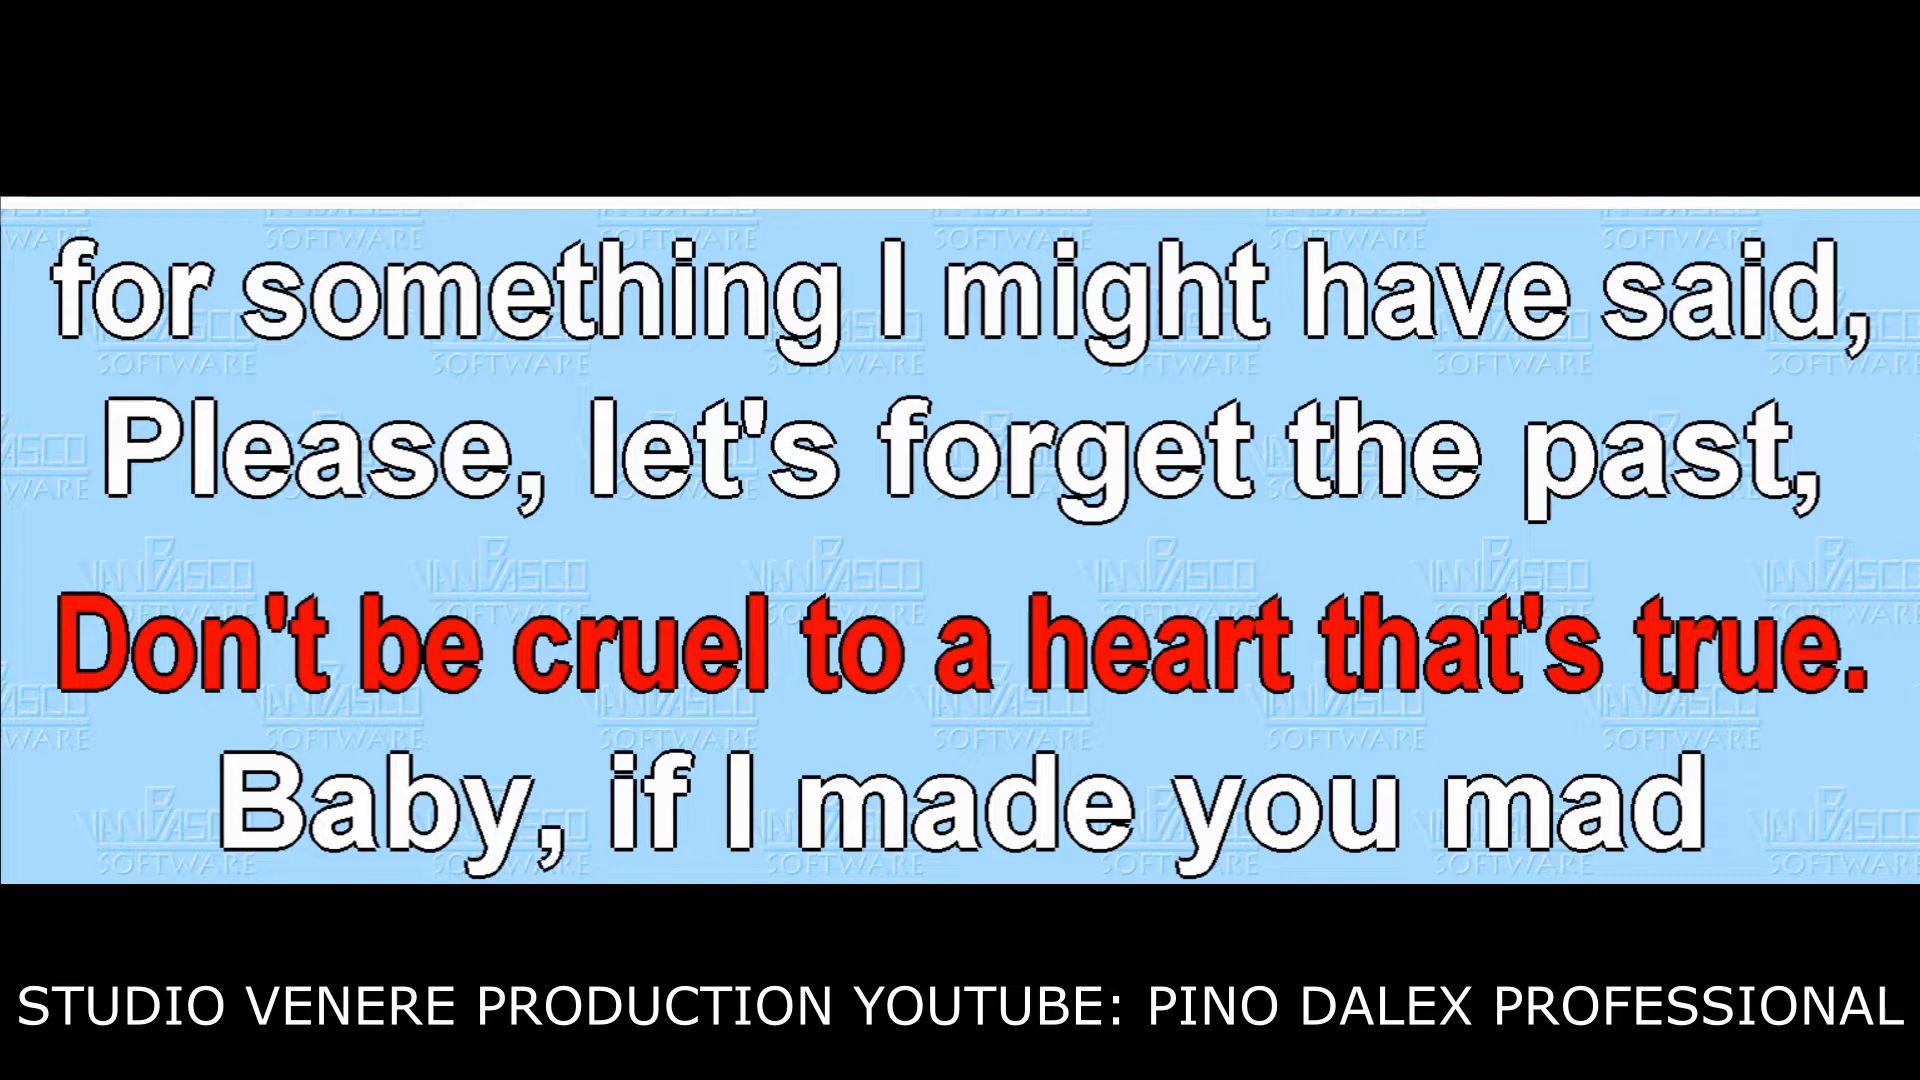 for something I might have said,
Please, let's forget the past,
Don't be cruel to a heart that's true.
Baby, if I made you mad
STUDIO VENERE PRODUCTION YOUTUBE: PINO DALEX PROFESSIONAL